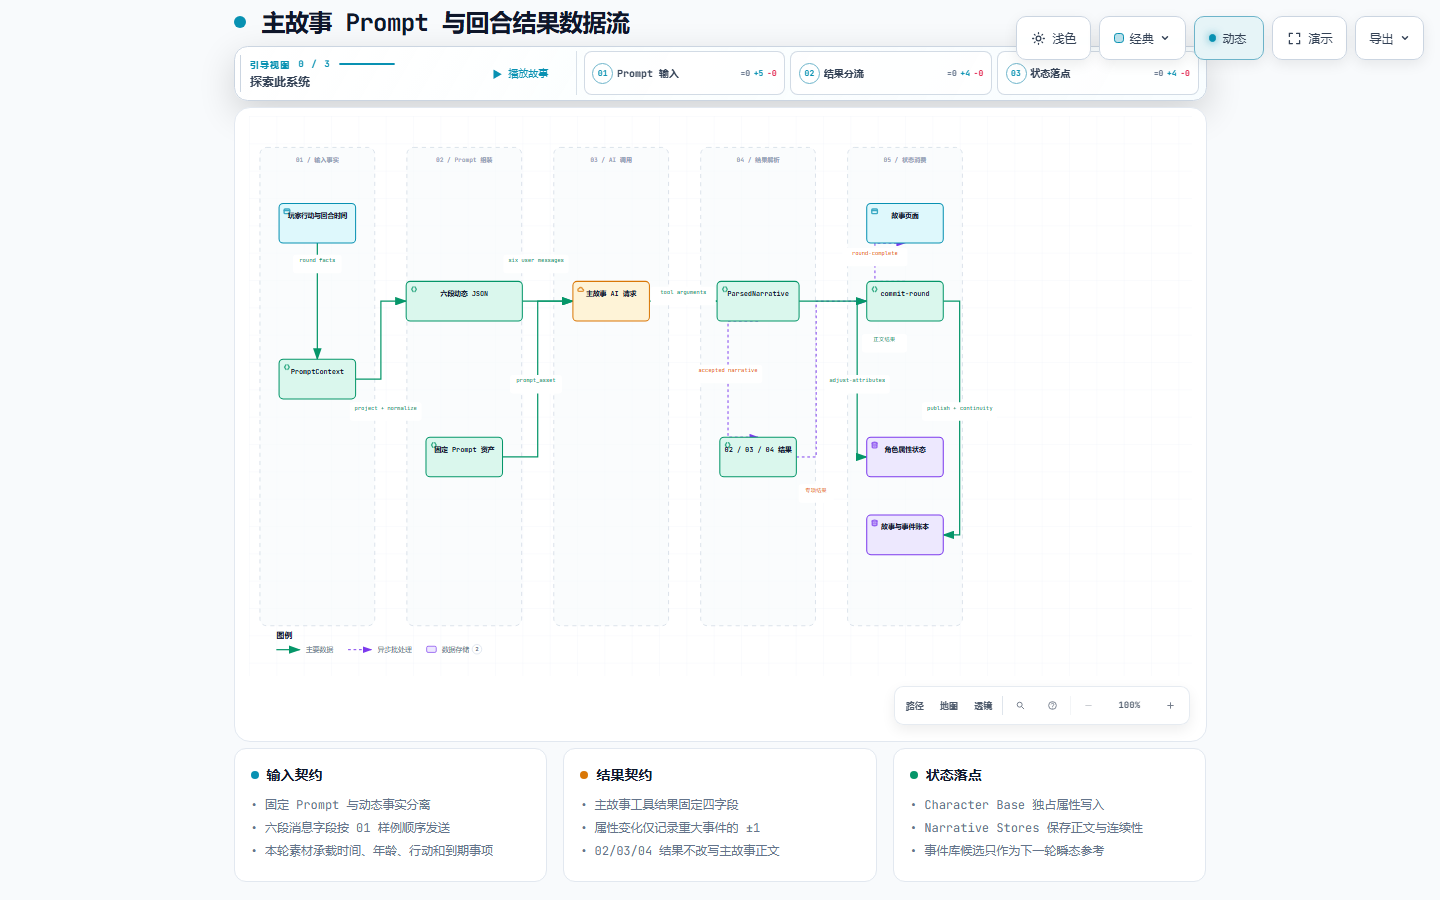 主故事 Prompt 与回合结果数据流
浅色
经典
动态
演示
导出
引导视图 0 / 3
探索此系统
播放故事
01 Prompt 输入 =0 +5 -0
02 结果分流 =0 +4 -0
03 状态落点 =0 +4 -0
01 / 输入事实
02 / Prompt 组装
03 / AI 调用
04 / 结果解析
05 / 状态消费
玩家行动与回合时间
故事页面
round facts
six user messages
round-complete
六段动态 JSON
主故事 AI 请求
tool arguments
ParsedNarrative
commit-round
正文结果
PromptContext
accepted narrative
prompt_asset
adjust-attributes
project + normalize
publish + continuity
固定 Prompt 资产
02 / 03 / 04 结果
角色属性状态
故事与事件账本
图例
主要数据
异步批处理
数据存储 2
路径
地图
透镜
100%
输入契约
• 固定 Prompt 与动态事实分离
• 六段消息字段按 01 样例顺序发送
• 本轮素材承载时间、年龄、行动和到期事项
结果契约
• 主故事工具结果固定四字段
• 属性变化仅记录重大事件的 ±1
• 02/03/04 结果不改写主故事正文
状态落点
• Character Base 独占属性写入
• Narrative Stores 保存正文与连续性
• 事件库候选只作为下一轮瞬态参考